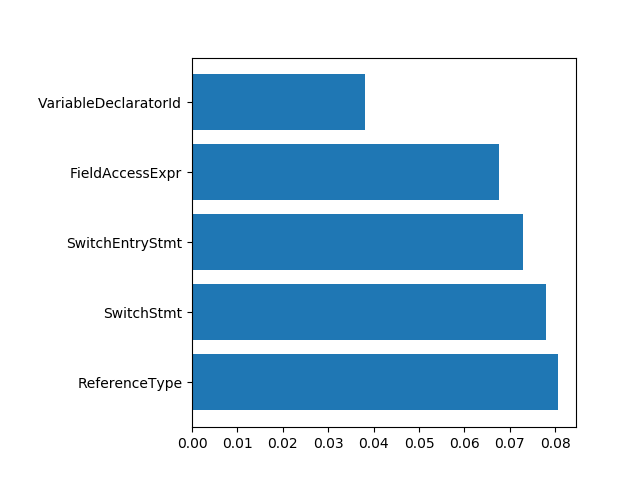 VariableDeclaratorId
FieldAccessExpr
SwitchEntryStmt
SwitchStmt
ReferenceType
0.00 0.01 0.02 0.03 0.04 0.05 0.06 0.07 0.08